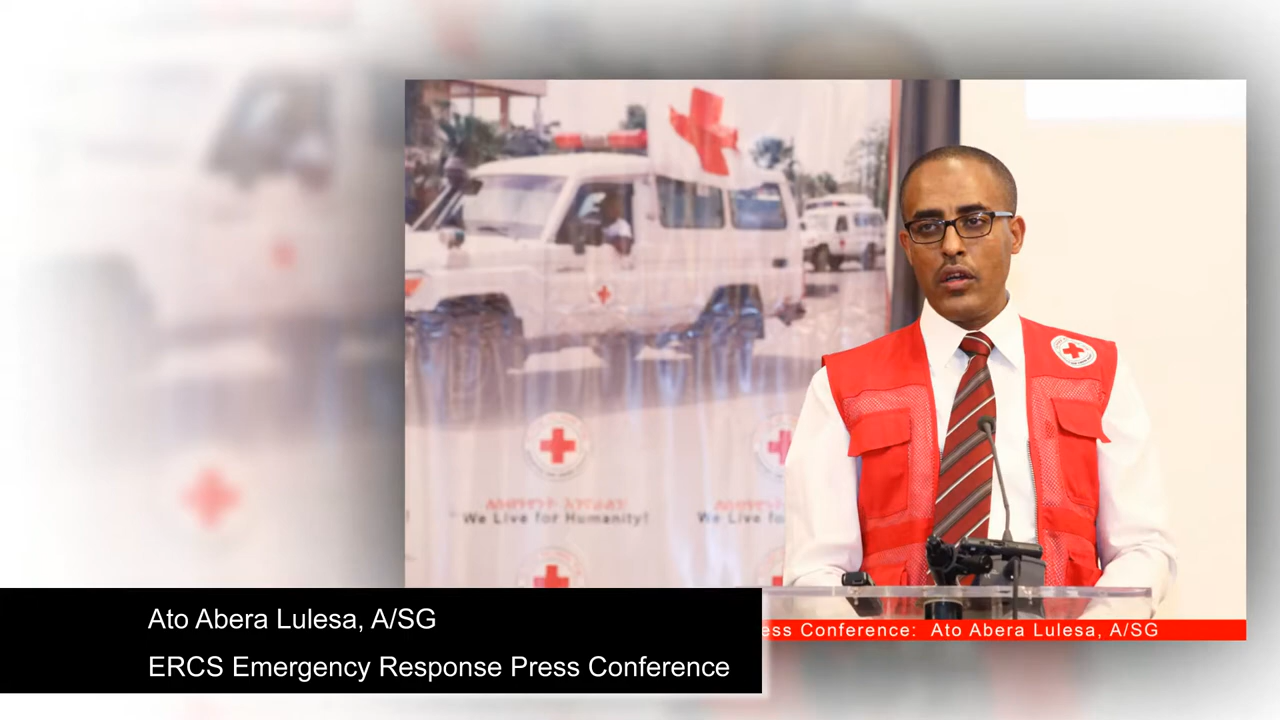 We Live for Humanity!
We Live fo
ess Conference: Ato Abera Lulesa, A/SG
Ato Abera Lulesa, A/SG
ERCS Emergency Response Press Conference